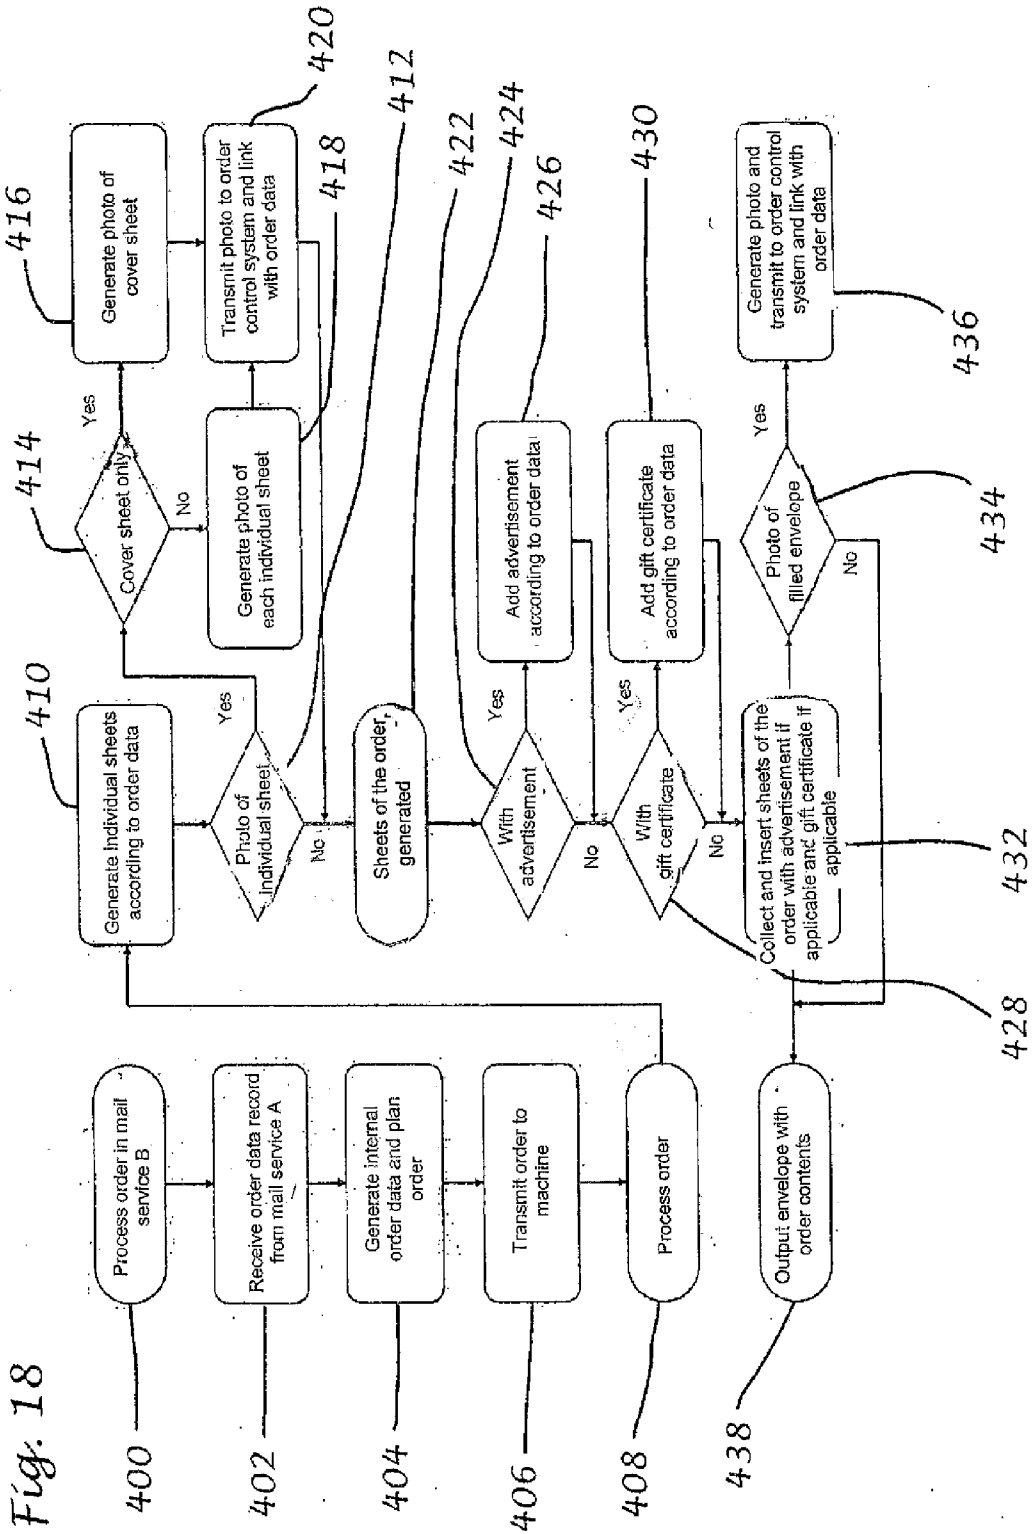 Fig. 18
400
Process order in mail
service B
402
Receive order data record
from mail service A
404
Generate internal
order data and plan
order
406
Transmit order to
machine
408
Process order
410
Generate individual sheets
according to order data
412
Photo of
individual sheet
Yes
No
414
Cover sheet only
Yes
No
416
Generate photo of
cover sheet
418
Generate photo of
each individual sheet
420
Transmit photo to order
control system and link
with order data
422
Sheets of the order,
generated
424
With
advertisement
Yes
No
426
Add advertisement
according to order data
428
With
gift certificate
Yes
No
430
Add gift certificate
according to order data
432
Collect and insert sheets of the
order with advertisement if
applicable and gift certificate if
applicable
434
Photo of
filled envelope
Yes
No
436
Generate photo and
transmit to order control
system and link with
order data
438
Output envelope with
order contents